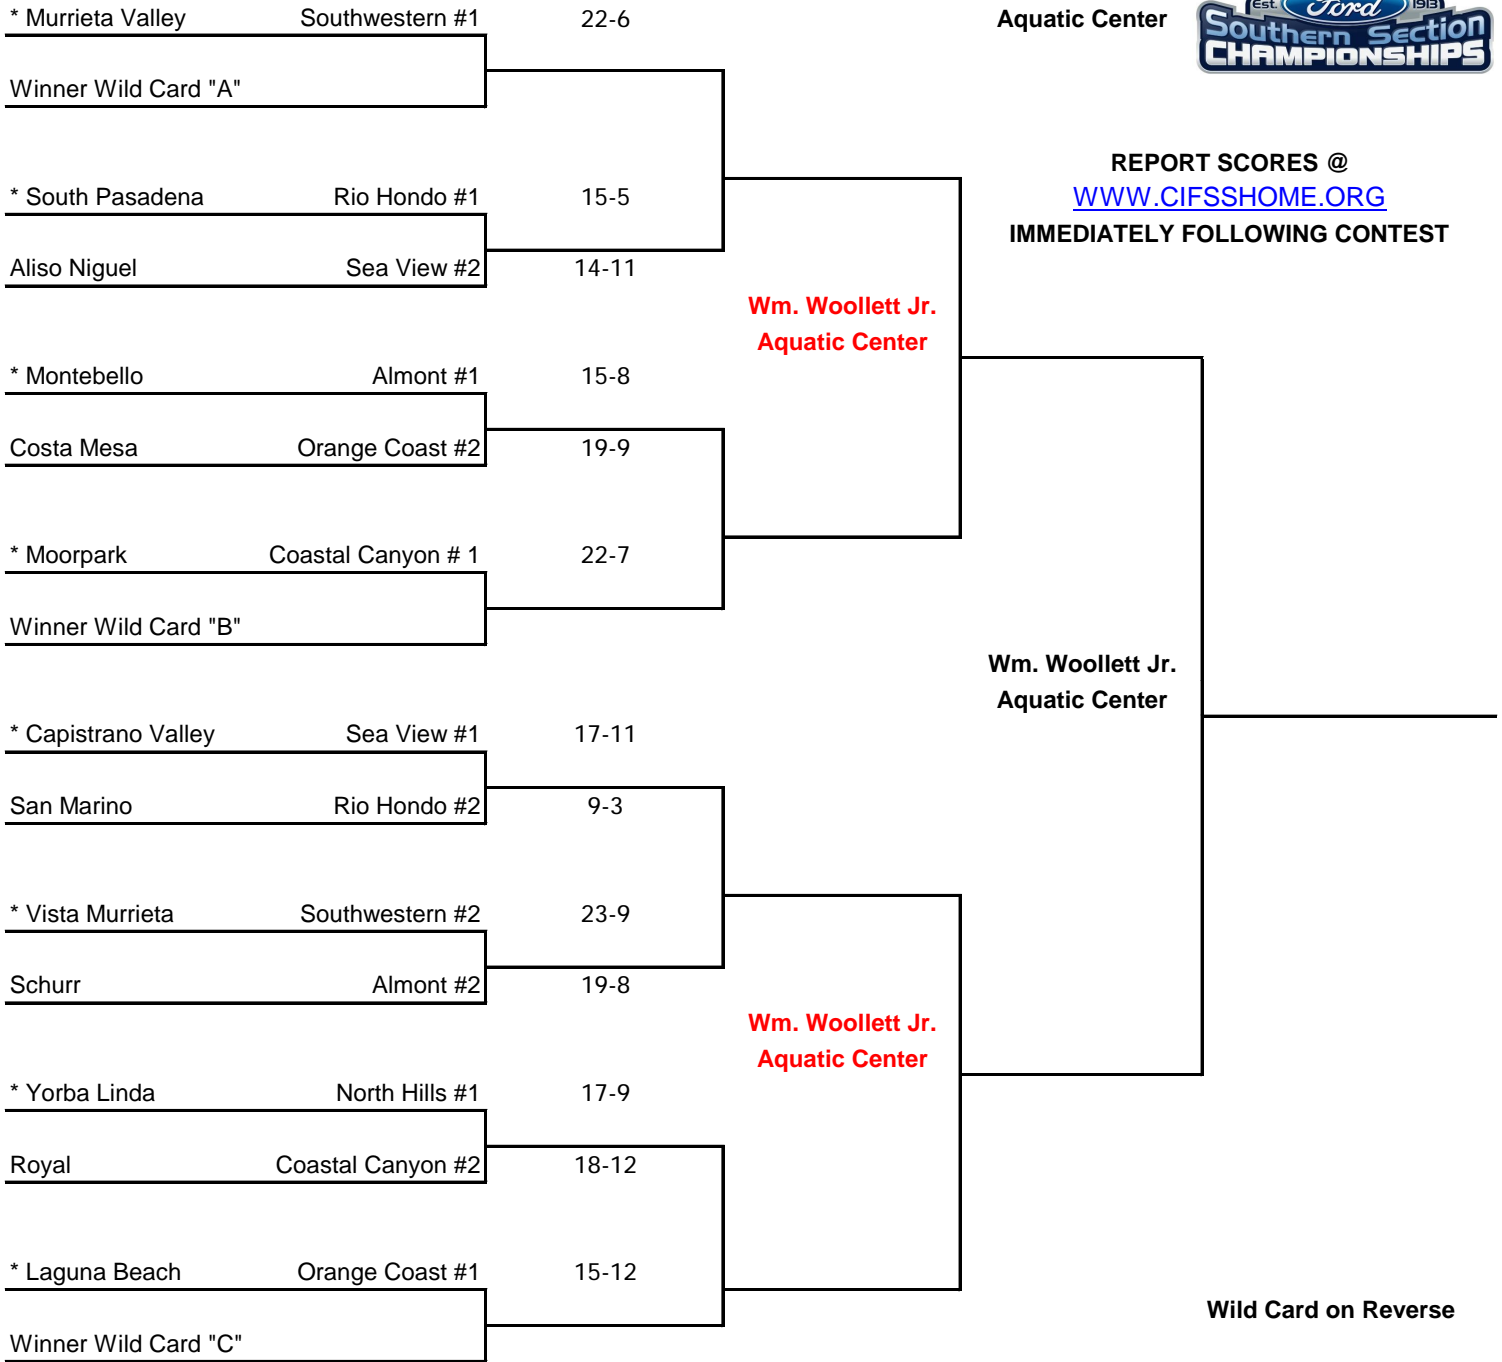 * Murrieta Valley Southwestern #1 22-6 Aquatic Center
Est. Ford 1913
Southern Section
CHAMPIONSHIPS
Winner Wild Card "A"
REPORT SCORES @
* South Pasadena Rio Hondo #1 15-5 WWW.CIFSSHOME.ORG
IMMEDIATELY FOLLOWING CONTEST
Aliso Niguel Sea View #2 14-11
Wm. Woollett Jr.
Aquatic Center
* Montebello Almont #1 15-8
Costa Mesa Orange Coast #2 19-9
* Moorpark Coastal Canyon # 1 22-7
Winner Wild Card "B"
Wm. Woollett Jr.
Aquatic Center
* Capistrano Valley Sea View #1 17-11
San Marino Rio Hondo #2 9-3
* Vista Murrieta Southwestern #2 23-9
Schurr Almont #2 19-8
Wm. Woollett Jr.
Aquatic Center
* Yorba Linda North Hills #1 17-9
Royal Coastal Canyon #2 18-12
* Laguna Beach Orange Coast #1 15-12
Wild Card on Reverse
Winner Wild Card "C"